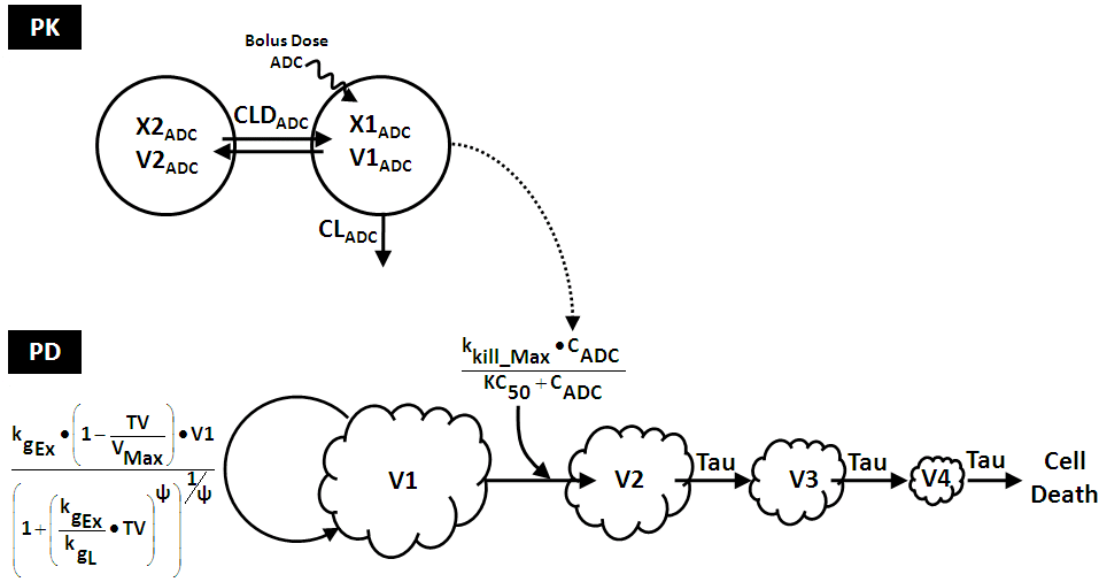 PK
Bolus Dose
ADC
X2ADC
V2ADC
CLDADC
X1ADC
V1ADC
CLADC
PD
kkill_Max • CADC
KC50 + CADC
kgEx • (1 − TV/VMax) • V1
(1 + (kgEx/kgL • TV)ψ)1/ψ
V1
V2
Tau
V3
Tau
V4
Tau
Cell
Death